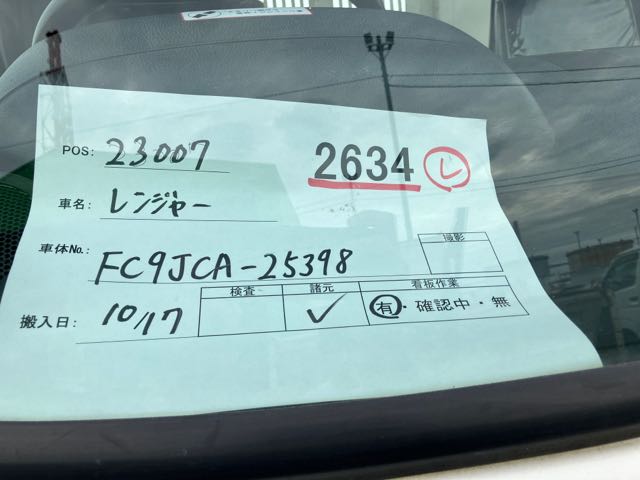 POS: 23007
2634 レ
車名: レンジャー
車体No.: FC9JCA-25398
撮影
搬入日: 10/17
検査 諸元 看板作業
✓ 有・確認中・無